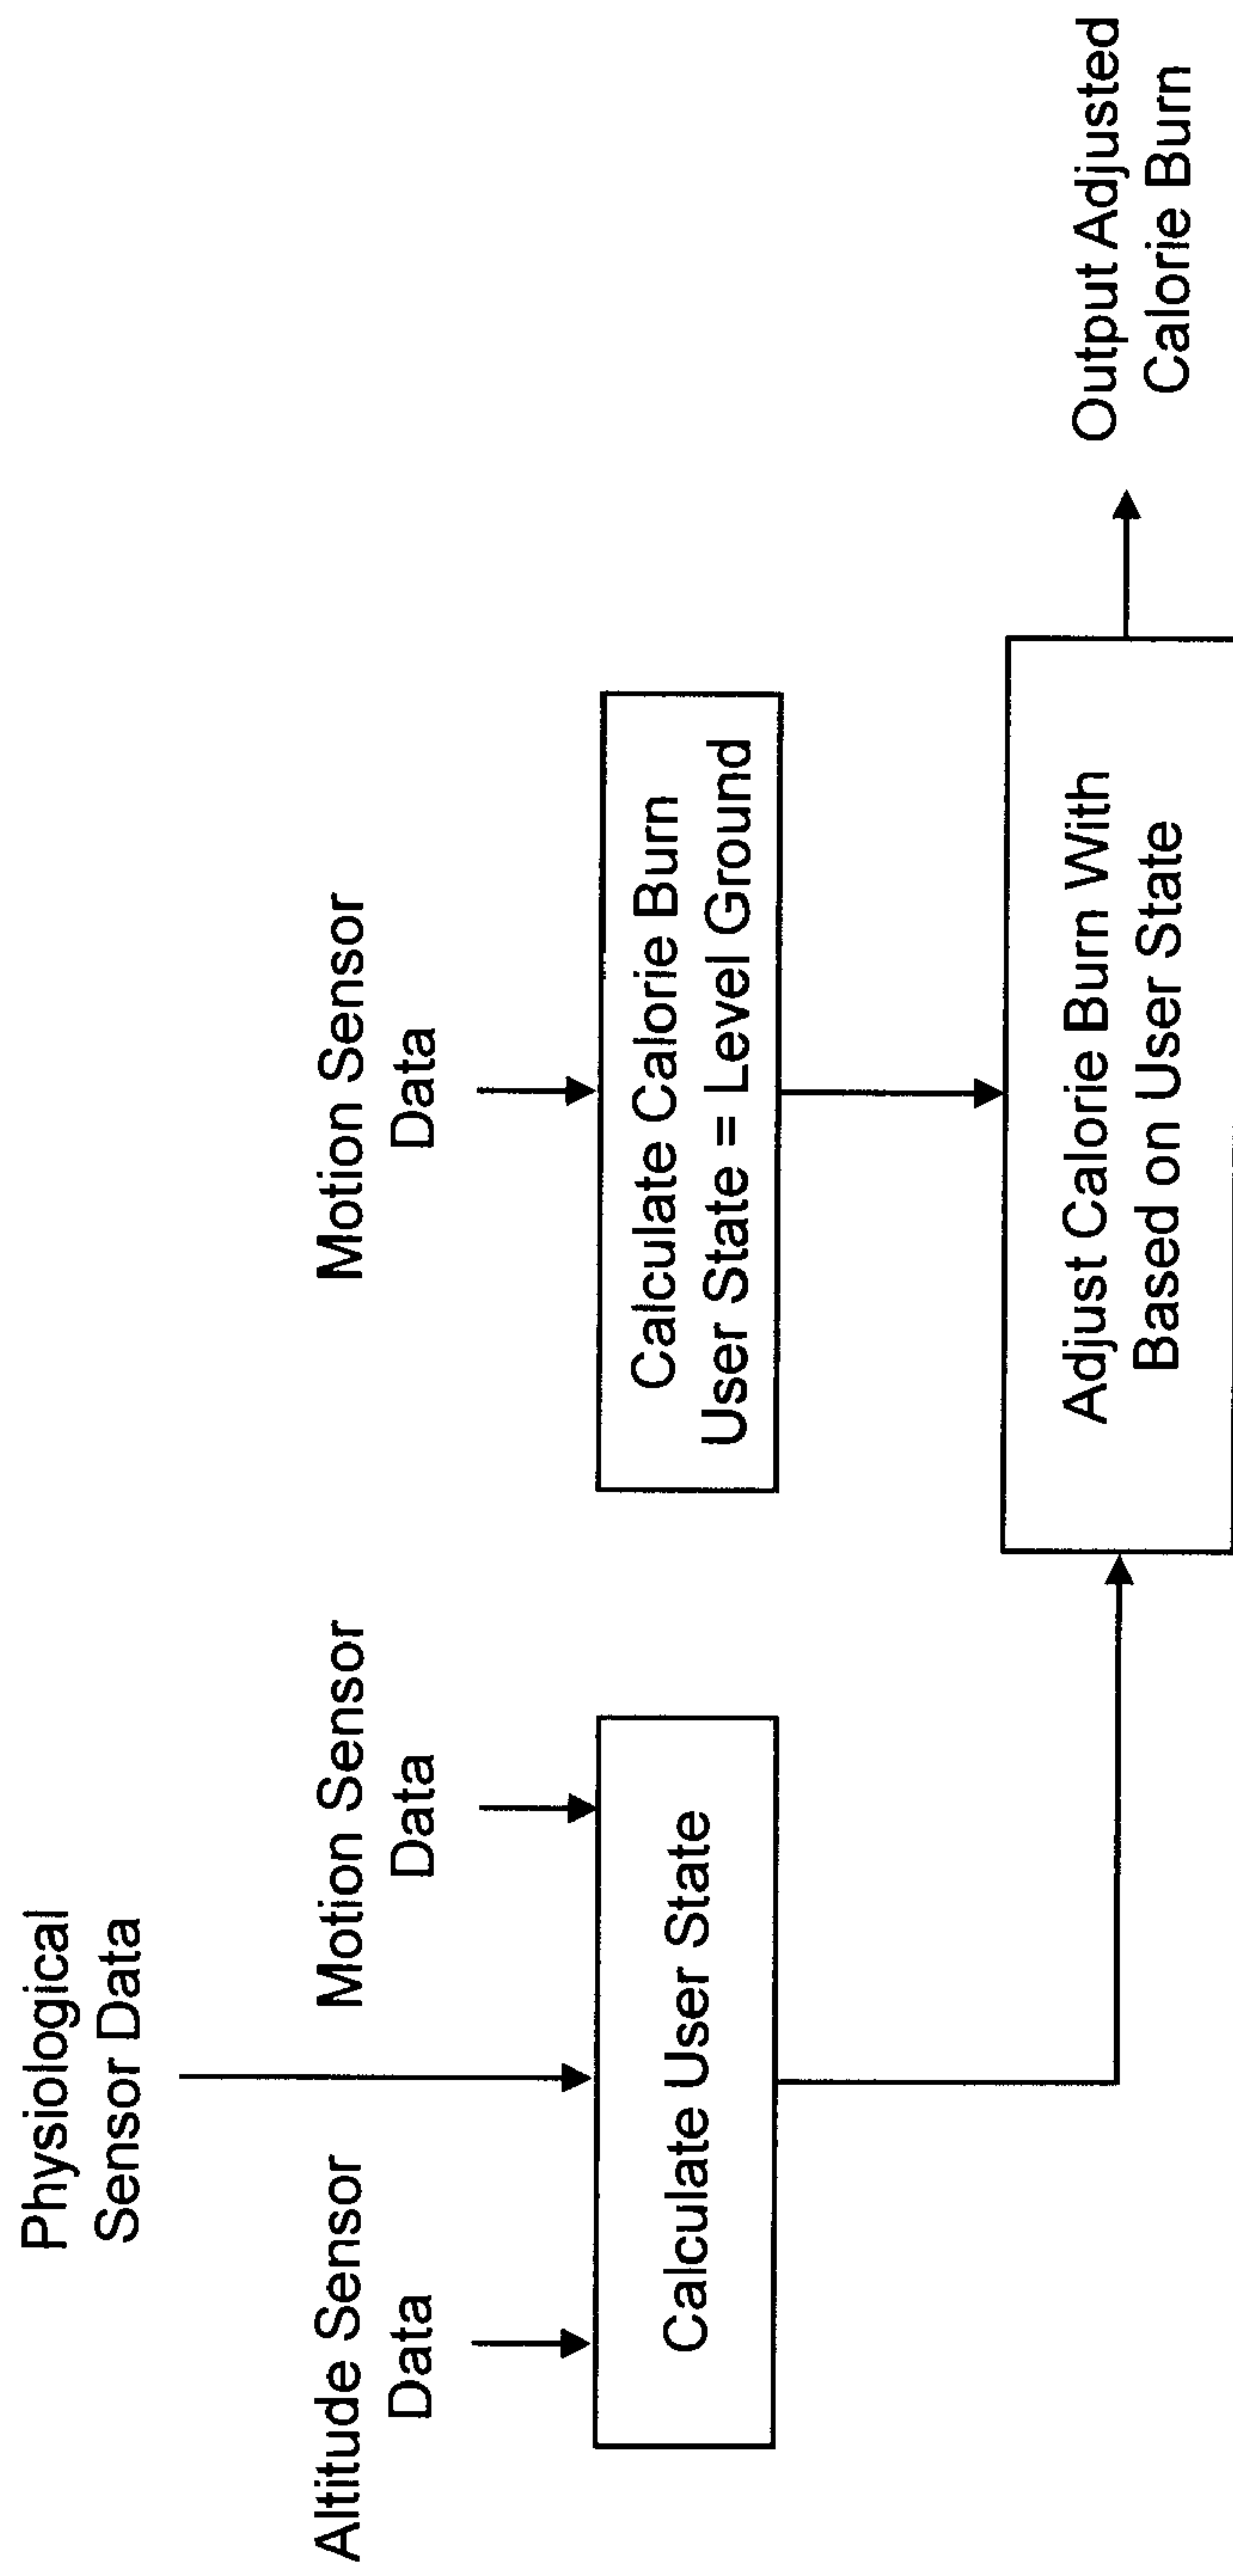 Physiological
Sensor Data
Altitude Sensor
Data
Motion Sensor
Data
Motion Sensor
Data
Calculate User State
Calculate Calorie Burn
User State = Level Ground
Adjust Calorie Burn With
Based on User State
Output Adjusted
Calorie Burn